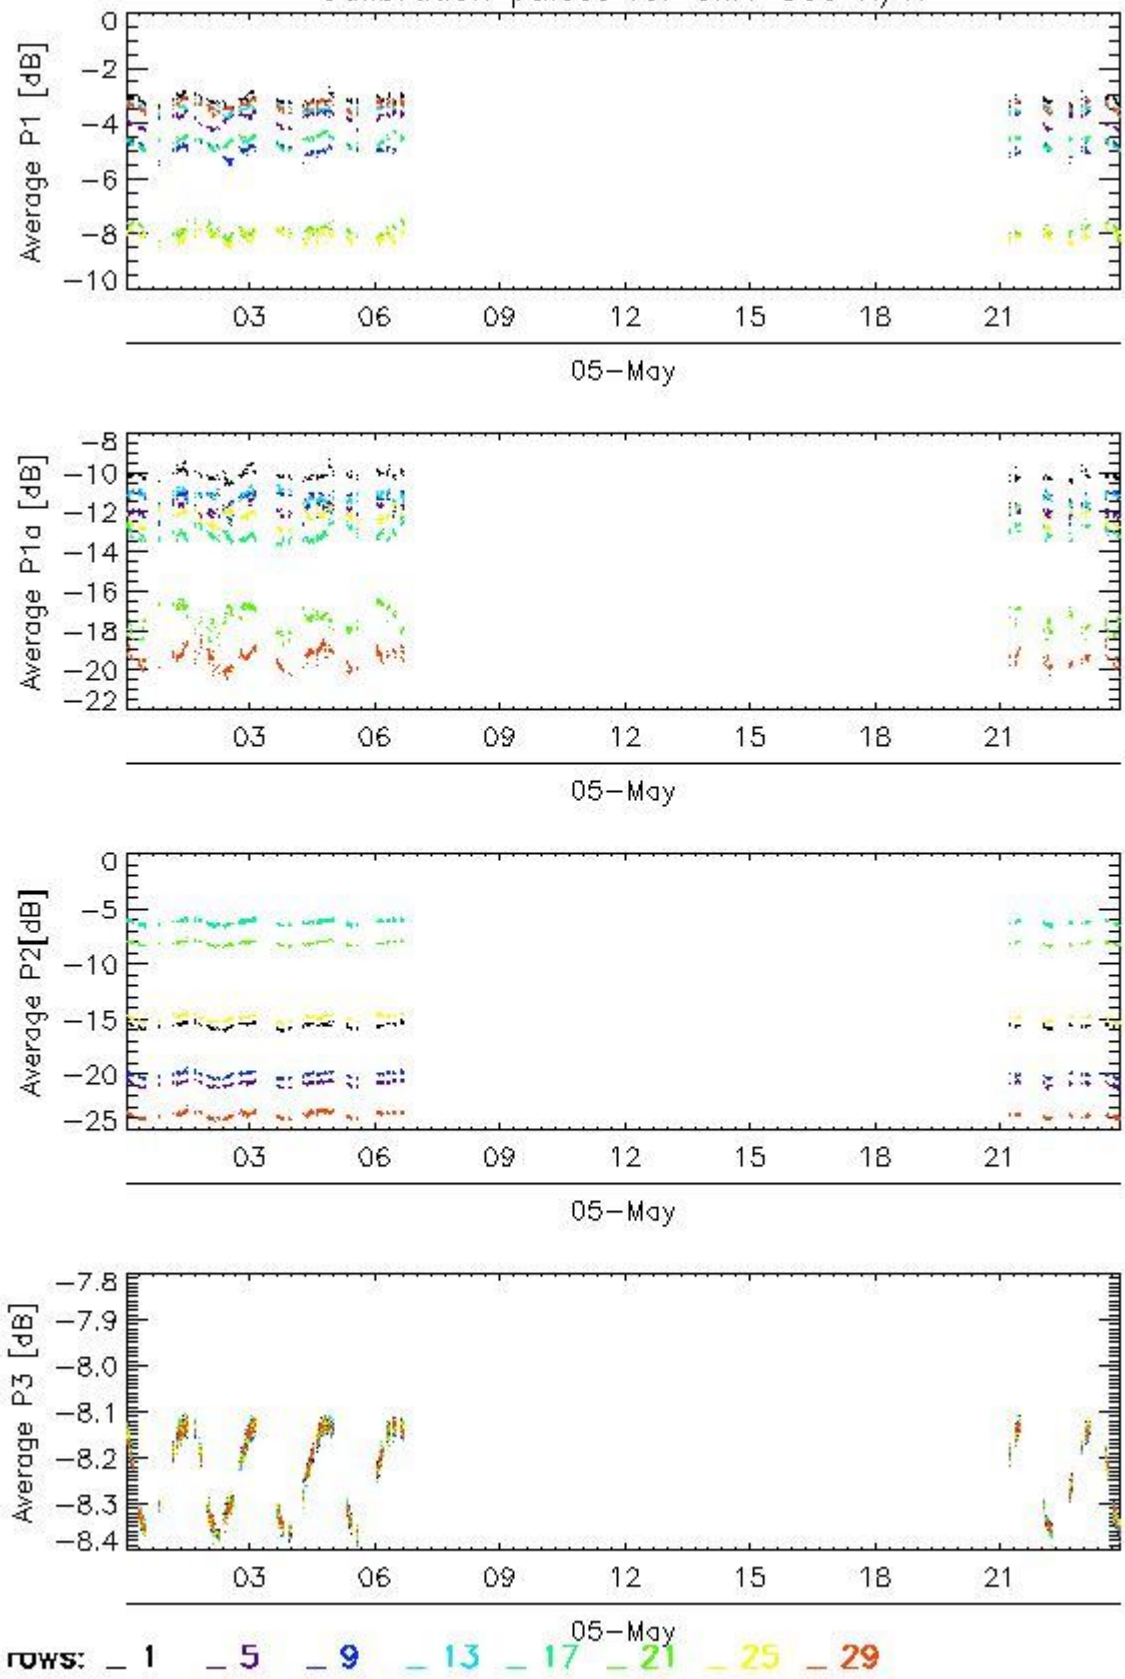 0
-2
-4
-6
-8
-10
Average P1 [dB]
03 06 09 12 15 18 21
05-May
-8
-10
-12
-14
-16
-18
-20
-22
Average P1a [dB]
03 06 09 12 15 18 21
05-May
0
-5
-10
-15
-20
-25
Average P2[dB]
03 06 09 12 15 18 21
05-May
-7.8
-7.9
-8.0
-8.1
-8.2
-8.3
-8.4
Average P3 [dB]
03 06 09 12 15 18 21
05-May
rows: _ 1 _ 5 _ 9 _ 13 _ 17 _ 21 _ 25 _ 29